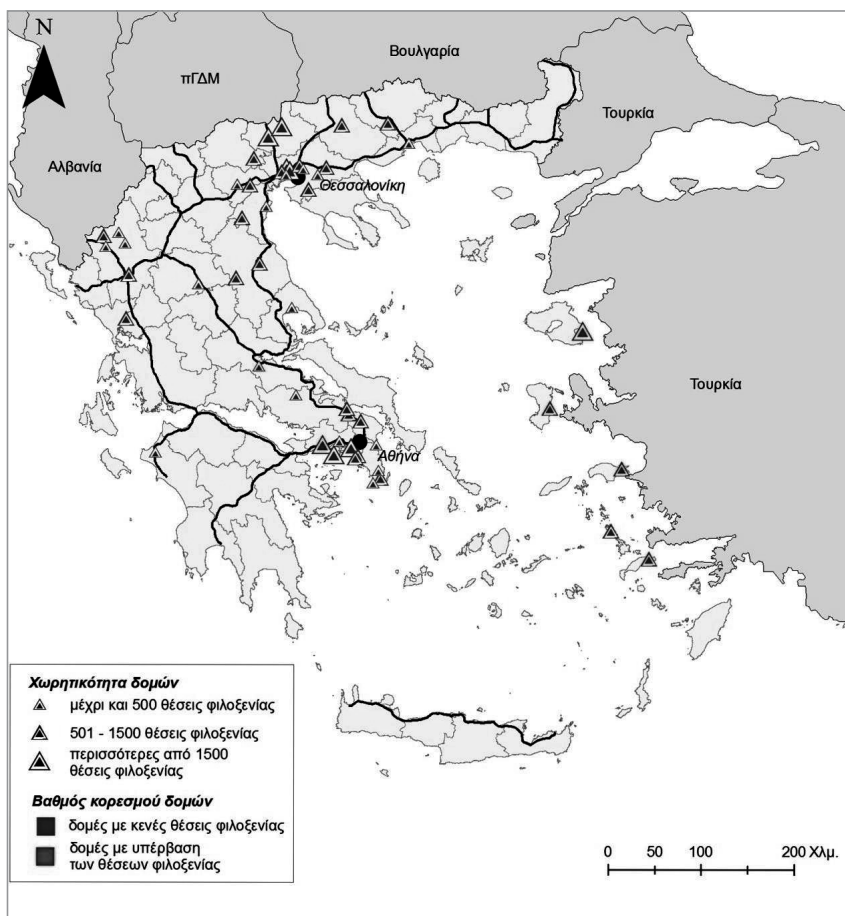 N
Βουλγαρία
πΓΔΜ
Τουρκία
Αλβανία
Θεσσαλονίκη
Τουρκία
Αθήνα
Χωρητικότητα δομών
μέχρι και 500 θέσεις φιλοξενίας
501 - 1500 θέσεις φιλοξενίας
περισσότερες από 1500
θέσεις φιλοξενίας
Βαθμός κορεσμού δομών
δομές με κενές θέσεις φιλοξενίας
δομές με υπέρβαση
των θέσεων φιλοξενίας
0 50 100 200 Χλμ.